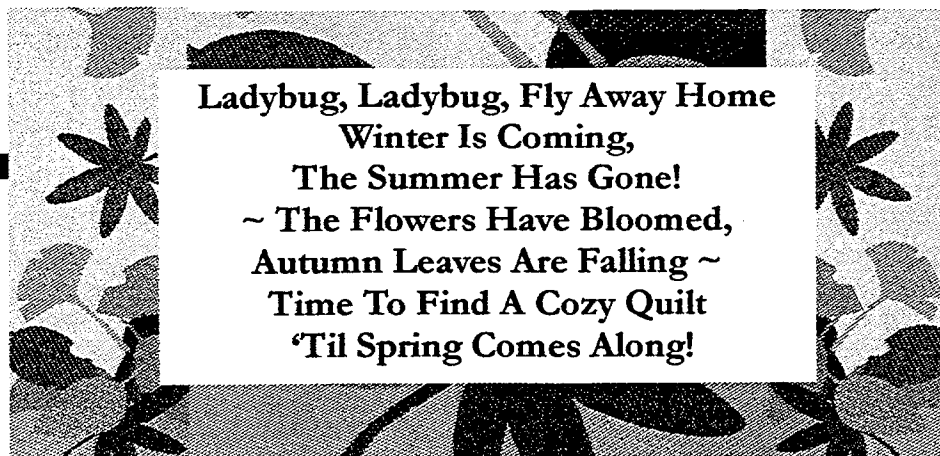 Ladybug, Ladybug, Fly Away Home
Winter Is Coming,
The Summer Has Gone!
~ The Flowers Have Bloomed,
Autumn Leaves Are Falling ~
Time To Find A Cozy Quilt
‘Til Spring Comes Along!